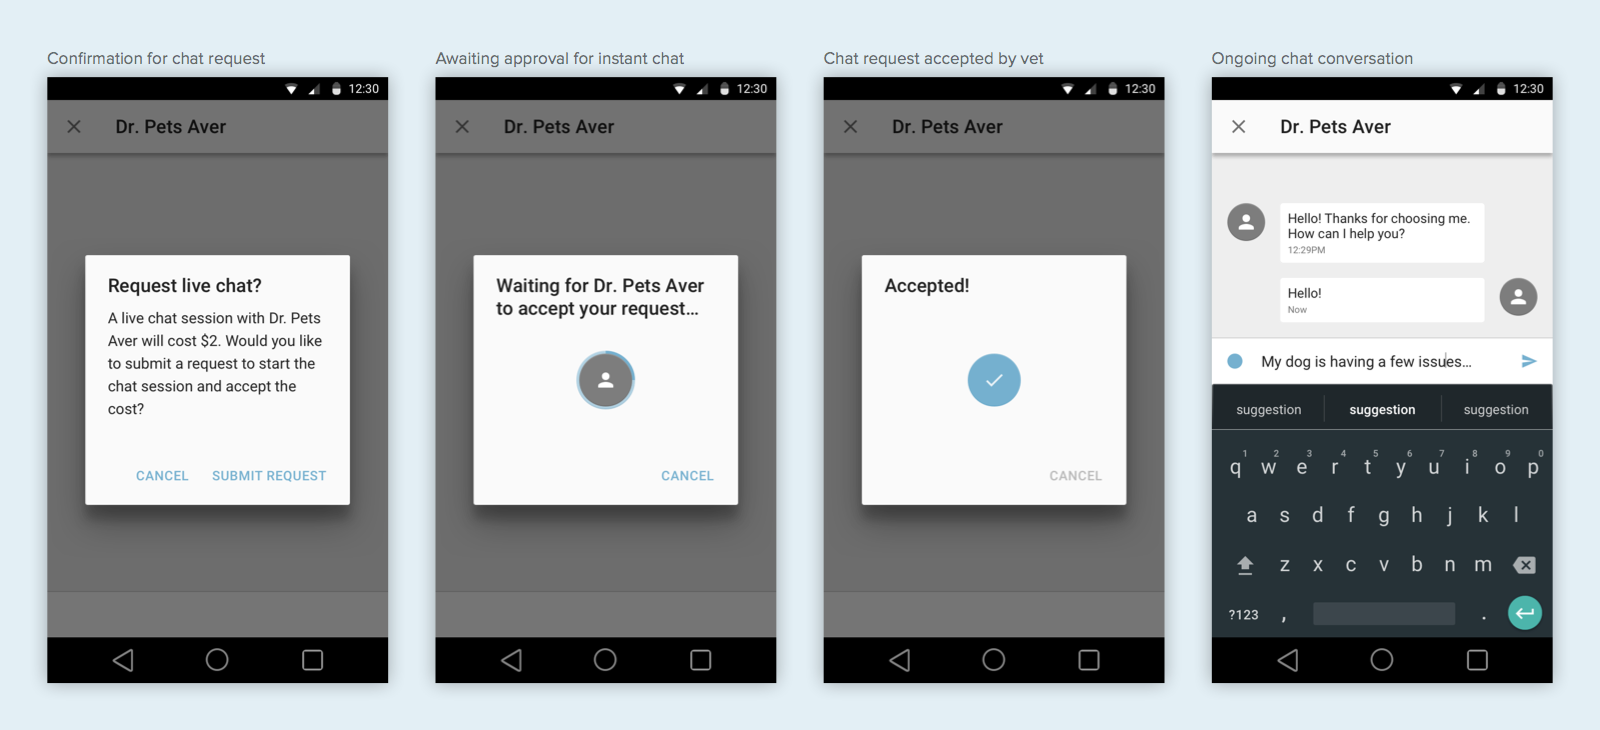 Confirmation for chat request
12:30
Dr. Pets Aver
Request live chat?
A live chat session with Dr. Pets
Aver will cost $2. Would you like
to submit a request to start the
chat session and accept the
cost?
CANCEL SUBMIT REQUEST
Awaiting approval for instant chat
12:30
Dr. Pets Aver
Waiting for Dr. Pets Aver
to accept your request...
CANCEL
Chat request accepted by vet
12:30
Dr. Pets Aver
Accepted!
CANCEL
Ongoing chat conversation
12:30
Dr. Pets Aver
Hello! Thanks for choosing me.
How can I help you?
12:29PM
Hello!
Now
My dog is having a few issues...
suggestion suggestion suggestion
1 2 3 4 5 6 7 8 9 0
q w e r t y u i o p
a s d f g h j k l
z x c v b n m
?123 , .